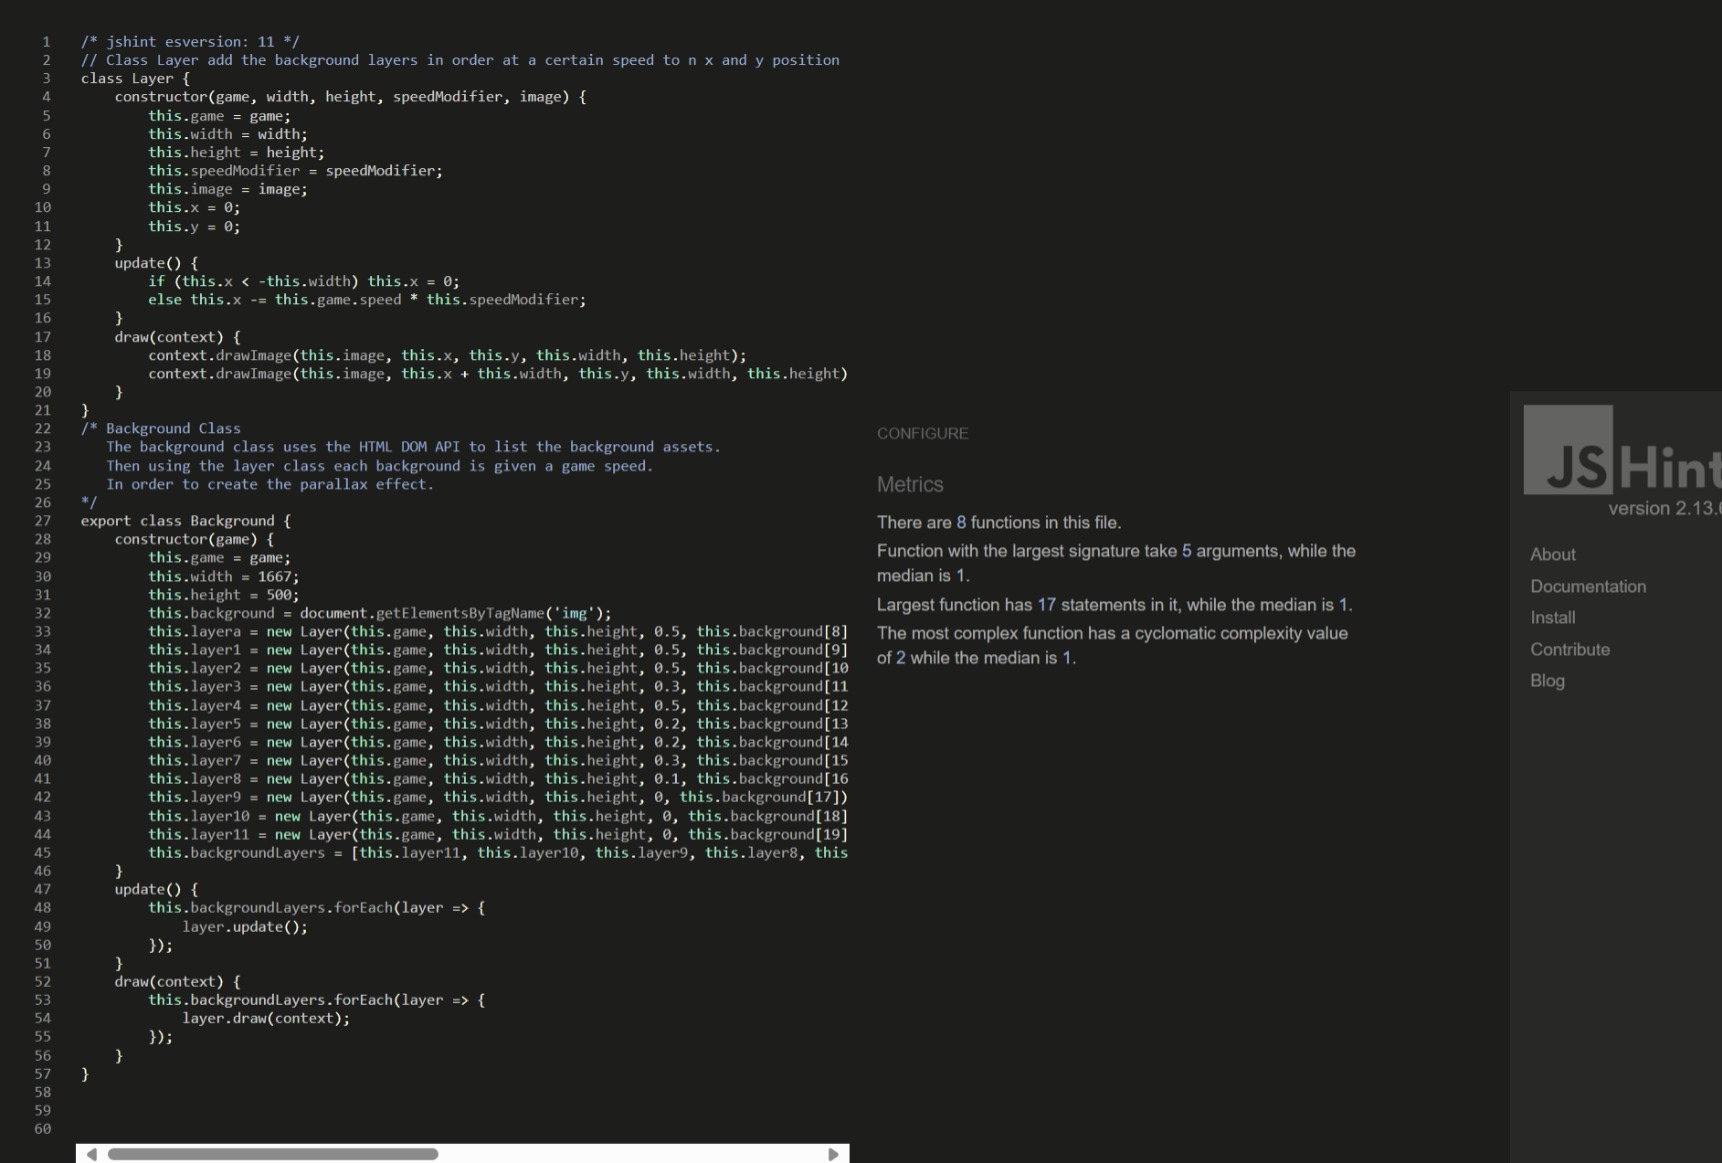 1 /* jshint esversion: 11 */
2 // Class Layer add the background layers in order at a certain speed to n x and y position
3 class Layer {
4 constructor(game, width, height, speedModifier, image) {
5 this.game = game;
6 this.width = width;
7 this.height = height;
8 this.speedModifier = speedModifier;
9 this.image = image;
10 this.x = 0;
11 this.y = 0;
12 }
13 update() {
14 if (this.x < -this.width) this.x = 0;
15 else this.x -= this.game.speed * this.speedModifier;
16 }
17 draw(context) {
18 context.drawImage(this.image, this.x, this.y, this.width, this.height);
19 context.drawImage(this.image, this.x + this.width, this.y, this.width, this.height)
20 }
21 }
22 /* Background Class
23 The background class uses the HTML DOM API to list the background assets.
24 Then using the layer class each background is given a game speed.
25 In order to create the parallax effect.
26 */
27 export class Background {
28 constructor(game) {
29 this.game = game;
30 this.width = 1667;
31 this.height = 500;
32 this.background = document.getElementsByTagName('img');
33 this.layera = new Layer(this.game, this.width, this.height, 0.5, this.background[8]
34 this.layer1 = new Layer(this.game, this.width, this.height, 0.5, this.background[9]
35 this.layer2 = new Layer(this.game, this.width, this.height, 0.5, this.background[10
36 this.layer3 = new Layer(this.game, this.width, this.height, 0.3, this.background[11
37 this.layer4 = new Layer(this.game, this.width, this.height, 0.5, this.background[12
38 this.layer5 = new Layer(this.game, this.width, this.height, 0.2, this.background[13
39 this.layer6 = new Layer(this.game, this.width, this.height, 0.2, this.background[14
40 this.layer7 = new Layer(this.game, this.width, this.height, 0.3, this.background[15
41 this.layer8 = new Layer(this.game, this.width, this.height, 0.1, this.background[16
42 this.layer9 = new Layer(this.game, this.width, this.height, 0, this.background[17])
43 this.layer10 = new Layer(this.game, this.width, this.height, 0, this.background[18]
44 this.layer11 = new Layer(this.game, this.width, this.height, 0, this.background[19]
45 this.backgroundLayers = [this.layer11, this.layer10, this.layer9, this.layer8, this
46 }
47 update() {
48 this.backgroundLayers.forEach(layer => {
49 layer.update();
50 });
51 }
52 draw(context) {
53 this.backgroundLayers.forEach(layer => {
54 layer.draw(context);
55 });
56 }
57 }
58
59
60
CONFIGURE
Metrics
There are 8 functions in this file.
Function with the largest signature take 5 arguments, while the
median is 1.
Largest function has 17 statements in it, while the median is 1.
The most complex function has a cyclomatic complexity value
of 2 while the median is 1.
JSHint
version 2.13.6
About
Documentation
Install
Contribute
Blog